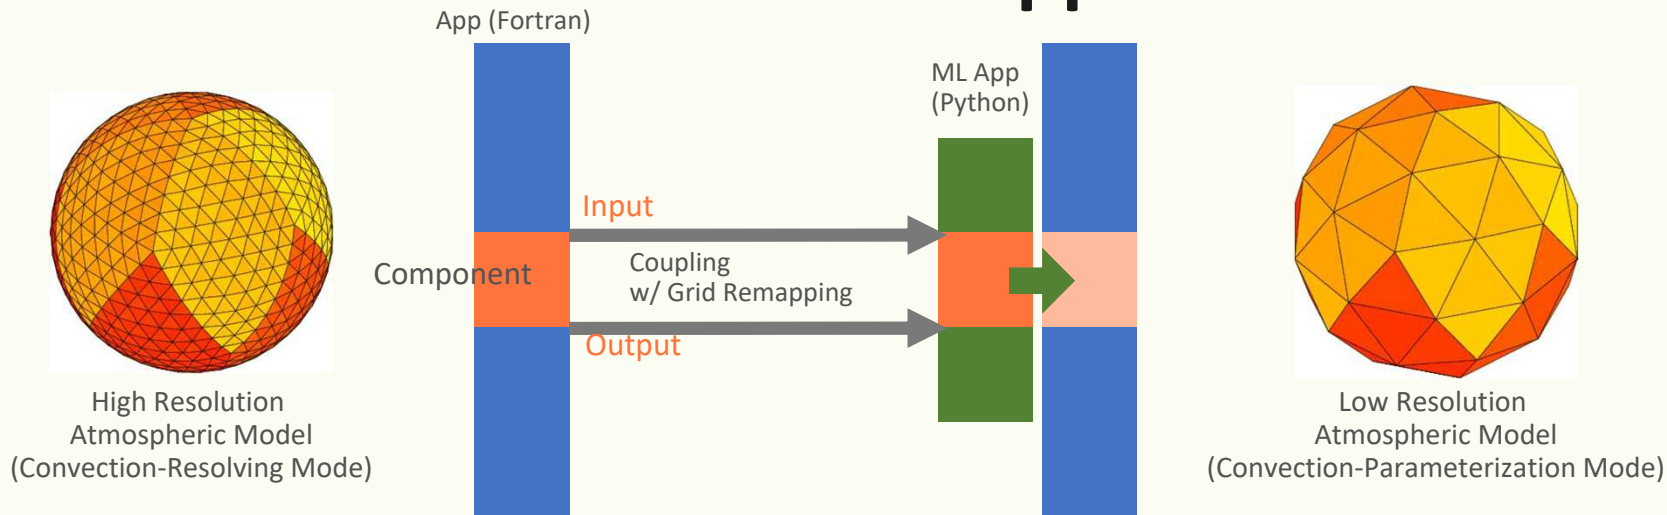 App (Fortran)
ML App
(Python)
Input
Component
Coupling
w/ Grid Remapping
Output
High Resolution
Atmospheric Model
(Convection-Resolving Mode)
Low Resolution
Atmospheric Model
(Convection-Parameterization Mode)